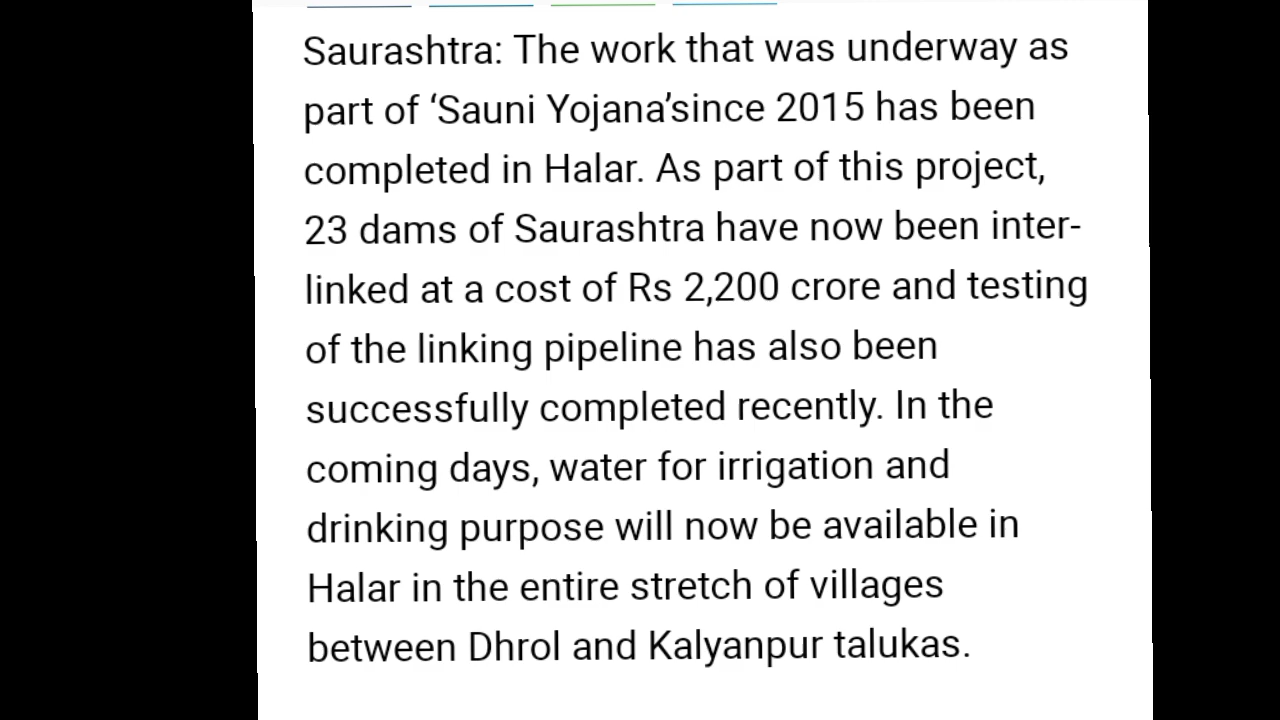 Saurashtra: The work that was underway as
part of ‘Sauni Yojana’since 2015 has been
completed in Halar. As part of this project,
23 dams of Saurashtra have now been inter-
linked at a cost of Rs 2,200 crore and testing
of the linking pipeline has also been
successfully completed recently. In the
coming days, water for irrigation and
drinking purpose will now be available in
Halar in the entire stretch of villages
between Dhrol and Kalyanpur talukas.